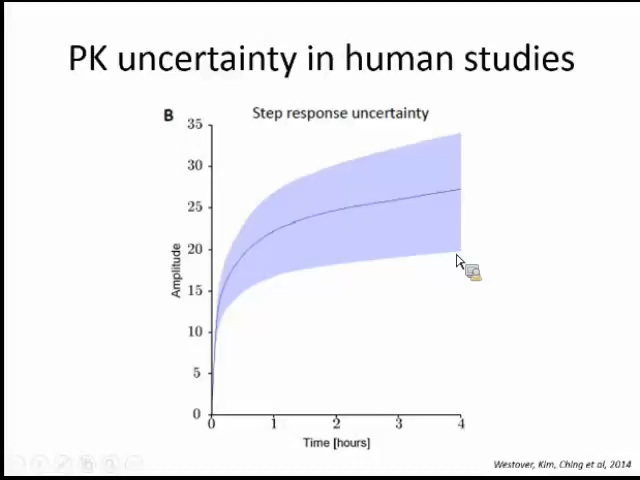 PK uncertainty in human studies
B
Step response uncertainty
35
30
25
20
15
10
5
0
Amplitude
0 1 2 3 4
Time [hours]
Westover, Kim, Ching et al, 2014